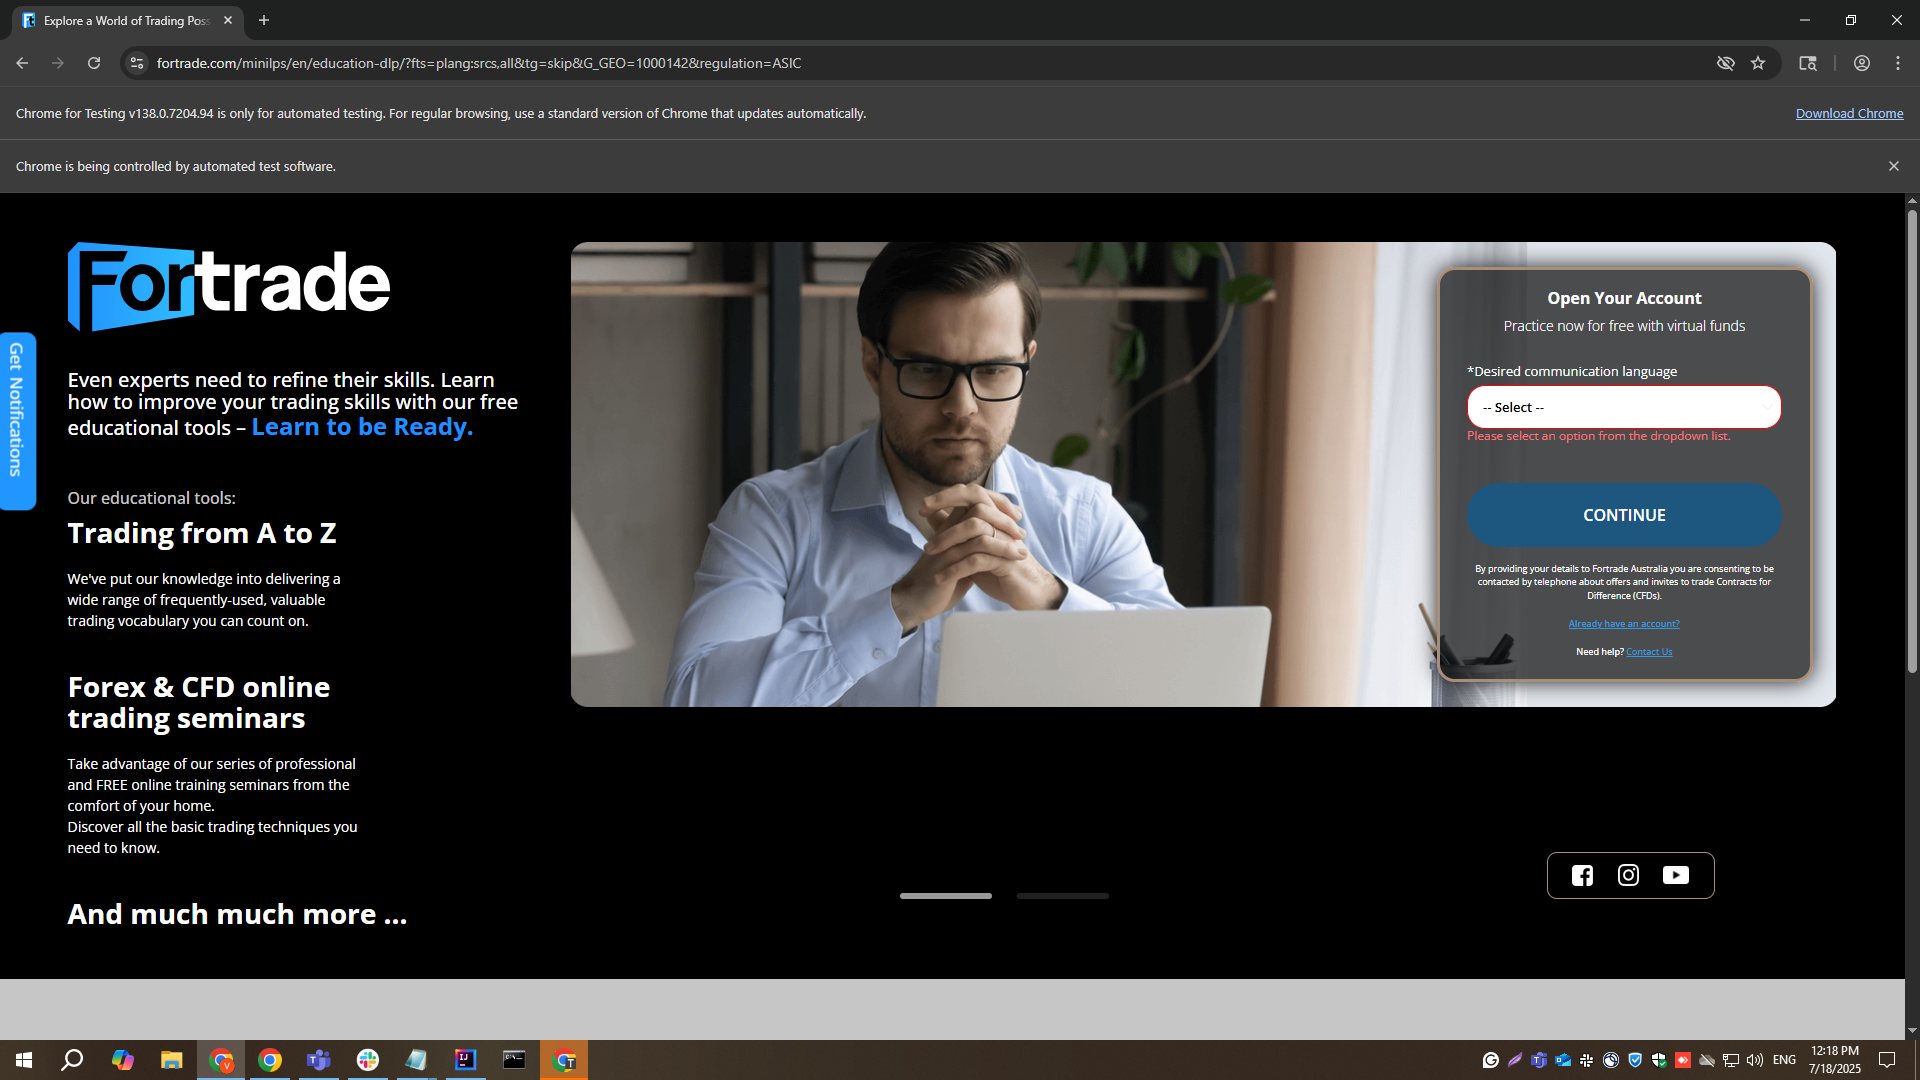 Explore a World of Trading Poss
fortrade.com/minilps/en/education-dlp/?fts=plang:srcs,all&tg=skip&G_GEO=1000142&regulation=ASIC
Chrome for Testing v138.0.7204.94 is only for automated testing. For regular browsing, use a standard version of Chrome that updates automatically.
Download Chrome
Chrome is being controlled by automated test software.
Fortrade
Get Notifications
Even experts need to refine their skills. Learn
how to improve your trading skills with our free
educational tools – Learn to be Ready.
Our educational tools:
Trading from A to Z
We've put our knowledge into delivering a
wide range of frequently-used, valuable
trading vocabulary you can count on.
Forex & CFD online
trading seminars
Take advantage of our series of professional
and FREE online training seminars from the
comfort of your home.
Discover all the basic trading techniques you
need to know.
And much much more ...
Open Your Account
Practice now for free with virtual funds
*Desired communication language
-- Select --
Please select an option from the dropdown list.
CONTINUE
By providing your details to Fortrade Australia you are consenting to be
contacted by telephone about offers and invites to trade Contracts for
Difference (CFDs).
Already have an account?
Need help? Contact Us
ENG
12:18 PM
7/18/2025